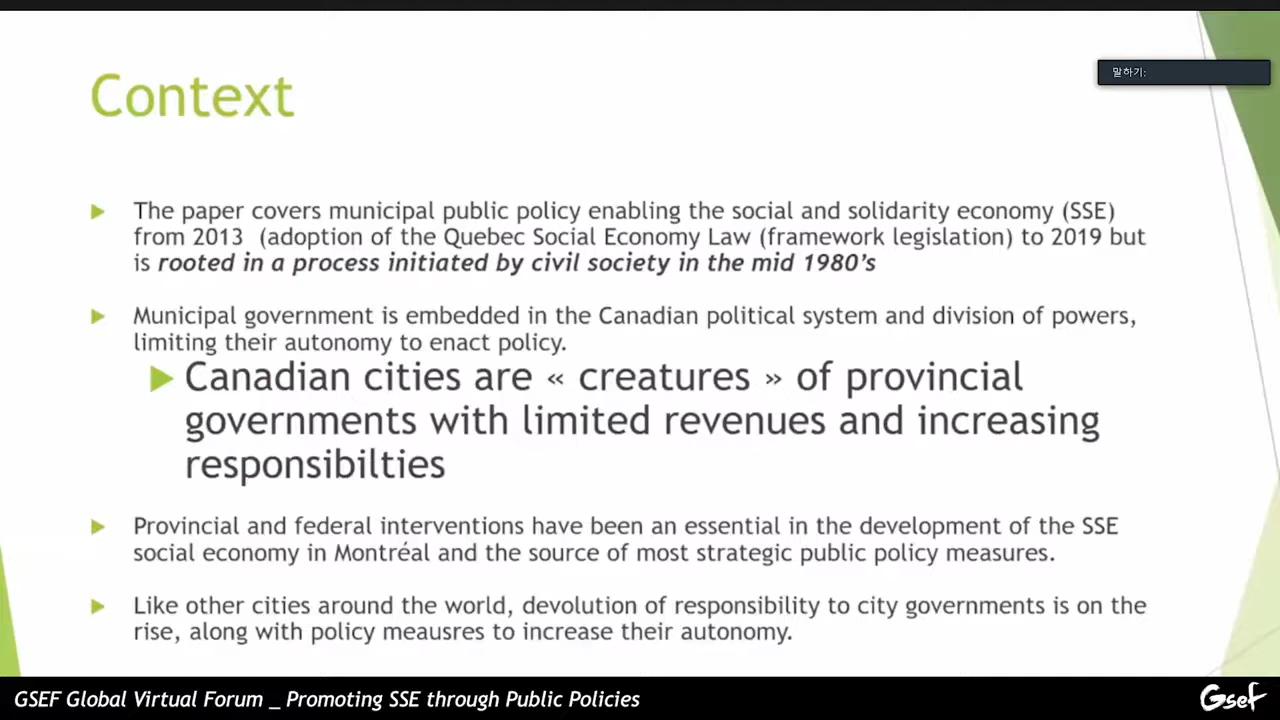 말하기:
Context
The paper covers municipal public policy enabling the social and solidarity economy (SSE)
from 2013 (adoption of the Quebec Social Economy Law (framework legislation) to 2019 but
is rooted in a process initiated by civil society in the mid 1980's
Municipal government is embedded in the Canadian political system and division of powers,
limiting their autonomy to enact policy.
Canadian cities are « creatures » of provincial
governments with limited revenues and increasing
responsibilties
Provincial and federal interventions have been an essential in the development of the SSE
social economy in Montréal and the source of most strategic public policy measures.
Like other cities around the world, devolution of responsibility to city governments is on the
rise, along with policy meausres to increase their autonomy.
GSEF Global Virtual Forum _ Promoting SSE through Public Policies
Gsef